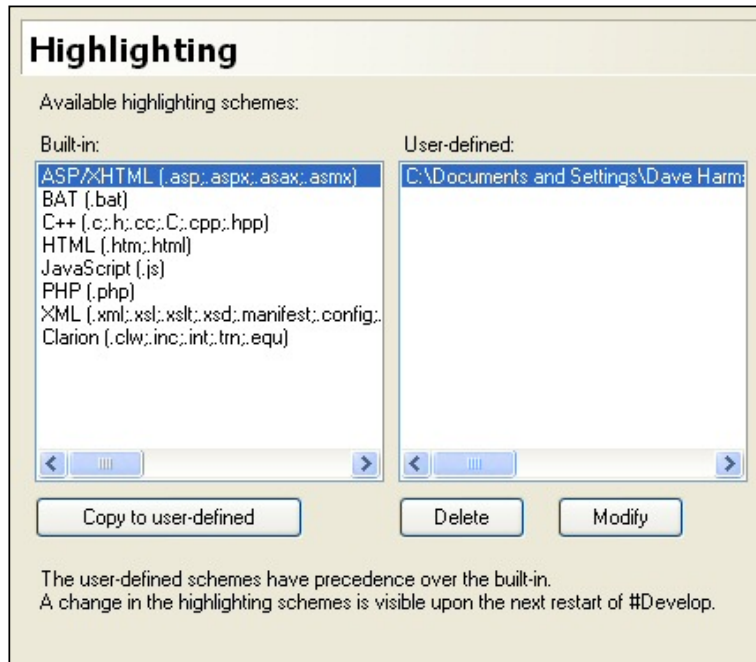 Highlighting
Available highlighting schemes:
Built-in:
User-defined:
ASP/XHTML (.asp;.aspx;.asax;.asmx)
BAT (.bat)
C++ (.c;.h;.cc;.C;.cpp;.hpp)
HTML (.htm;.html)
JavaScript (.js)
PHP (.php)
XML (.xml;.xsl;.xslt;.xsd;.manifest;.config;.
Clarion (.clw;.inc;.int;.trn;.equ)
C:\Documents and Settings\Dave Harms
Copy to user-defined
Delete
Modify
The user-defined schemes have precedence over the built-in.
A change in the highlighting schemes is visible upon the next restart of #Develop.